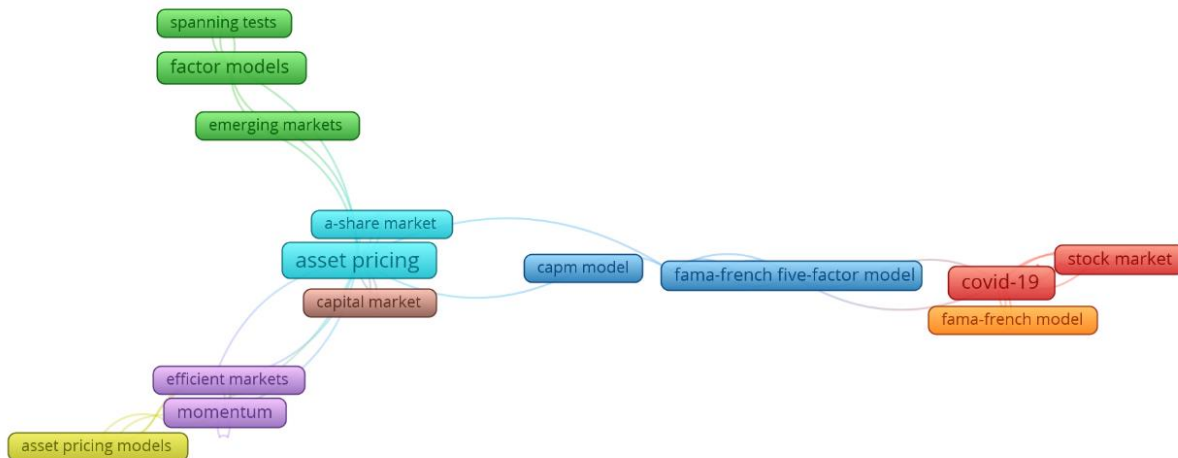 spanning tests
factor models
emerging markets
a-share market
asset pricing
capital market
capm model
fama-french five-factor model
stock market
covid-19
fama-french model
efficient markets
momentum
asset pricing models